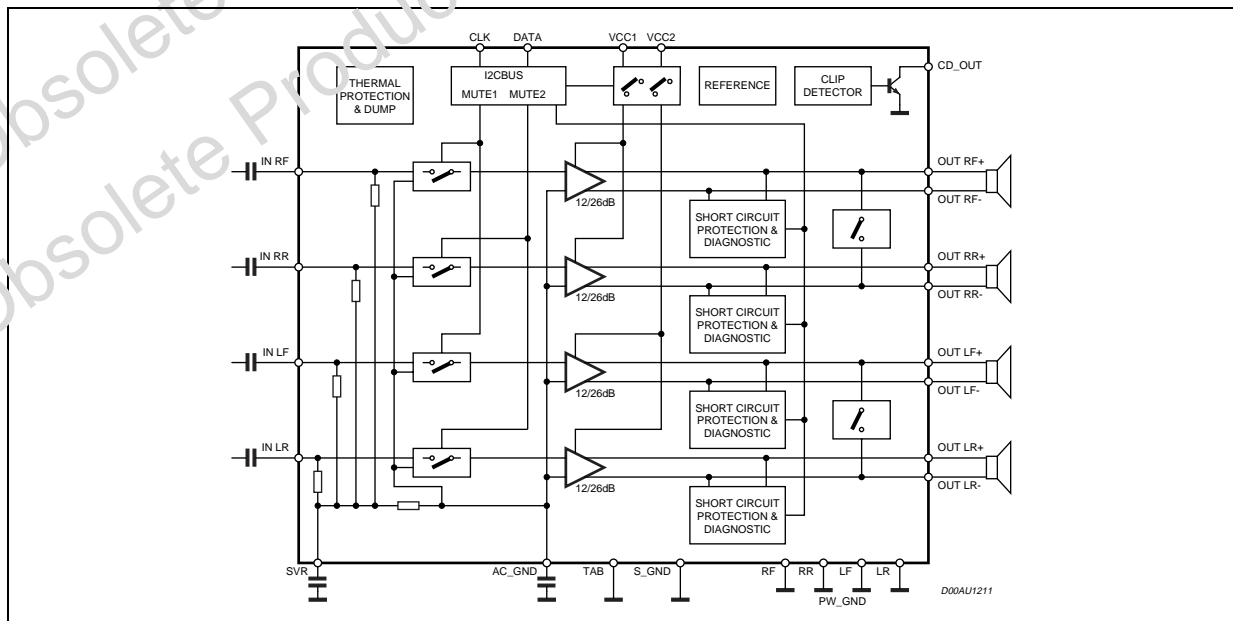 Obsolete Product
Obsolete
CLK DATA VCC1 VCC2
CD_OUT
THERMAL
PROTECTION
& DUMP
I2CBUS
MUTE1 MUTE2
REFERENCE
CLIP
DETECTOR
IN RF
12/26dB
OUT RF+
OUT RF-
SHORT CIRCUIT
PROTECTION &
DIAGNOSTIC
IN RR
12/26dB
OUT RR+
OUT RR-
SHORT CIRCUIT
PROTECTION &
DIAGNOSTIC
IN LF
12/26dB
OUT LF+
OUT LF-
SHORT CIRCUIT
PROTECTION &
DIAGNOSTIC
IN LR
12/26dB
OUT LR+
OUT LR-
SHORT CIRCUIT
PROTECTION &
DIAGNOSTIC
SVR AC_GND TAB S_GND RF RR LF LR
PW_GND
D00AU1211